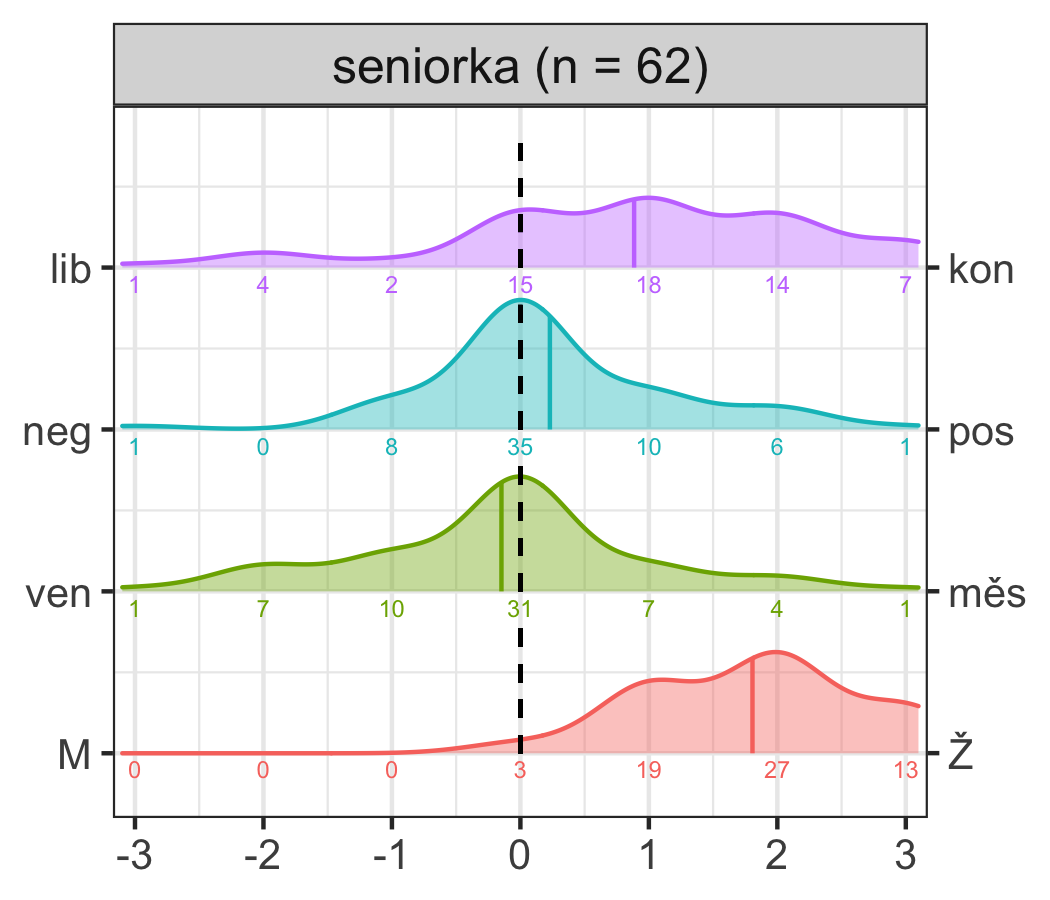 seniorka (n = 62)
lib kon
1 4 2 15 18 14 7
neg pos
1 0 8 35 10 6 1
ven měs
1 7 10 31 7 4 1
M Ž
0 0 0 3 19 27 13
-3 -2 -1 0 1 2 3